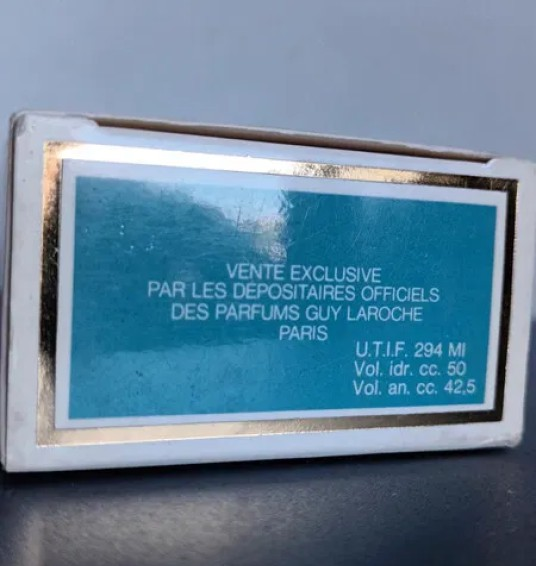 VENTE EXCLUSIVE
PAR LES DEPOSITAIRES OFFICIELS
DES PARFUMS GUY LAROCHE
PARIS
U.T.I.F. 294 MI
Vol. idr. cc. 50
Vol. an. cc. 42,5